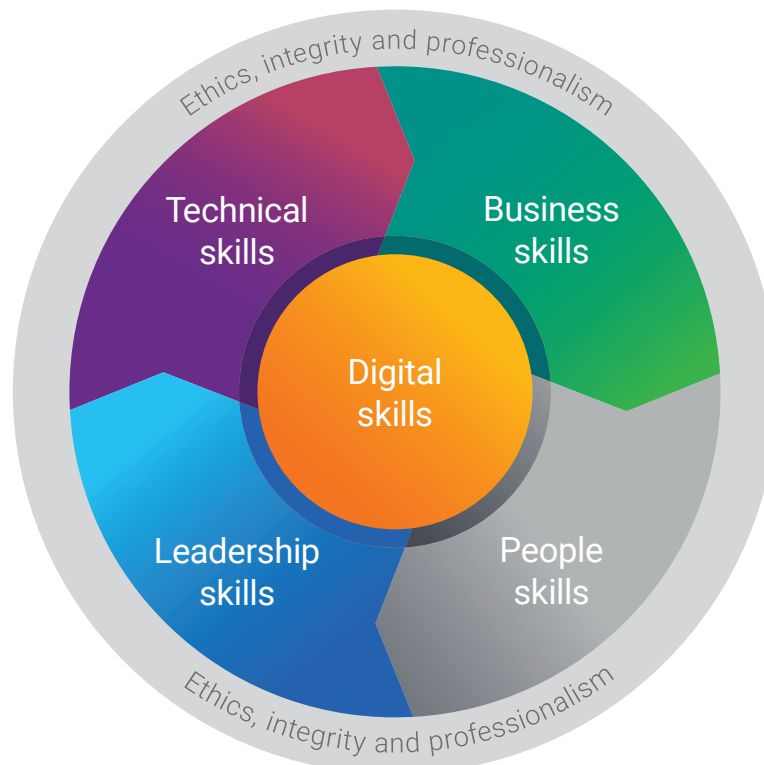 Ethics, integrity and professionalism
Technical
skills
Business
skills
Digital
skills
Leadership
skills
People
skills
Ethics, integrity and professionalism